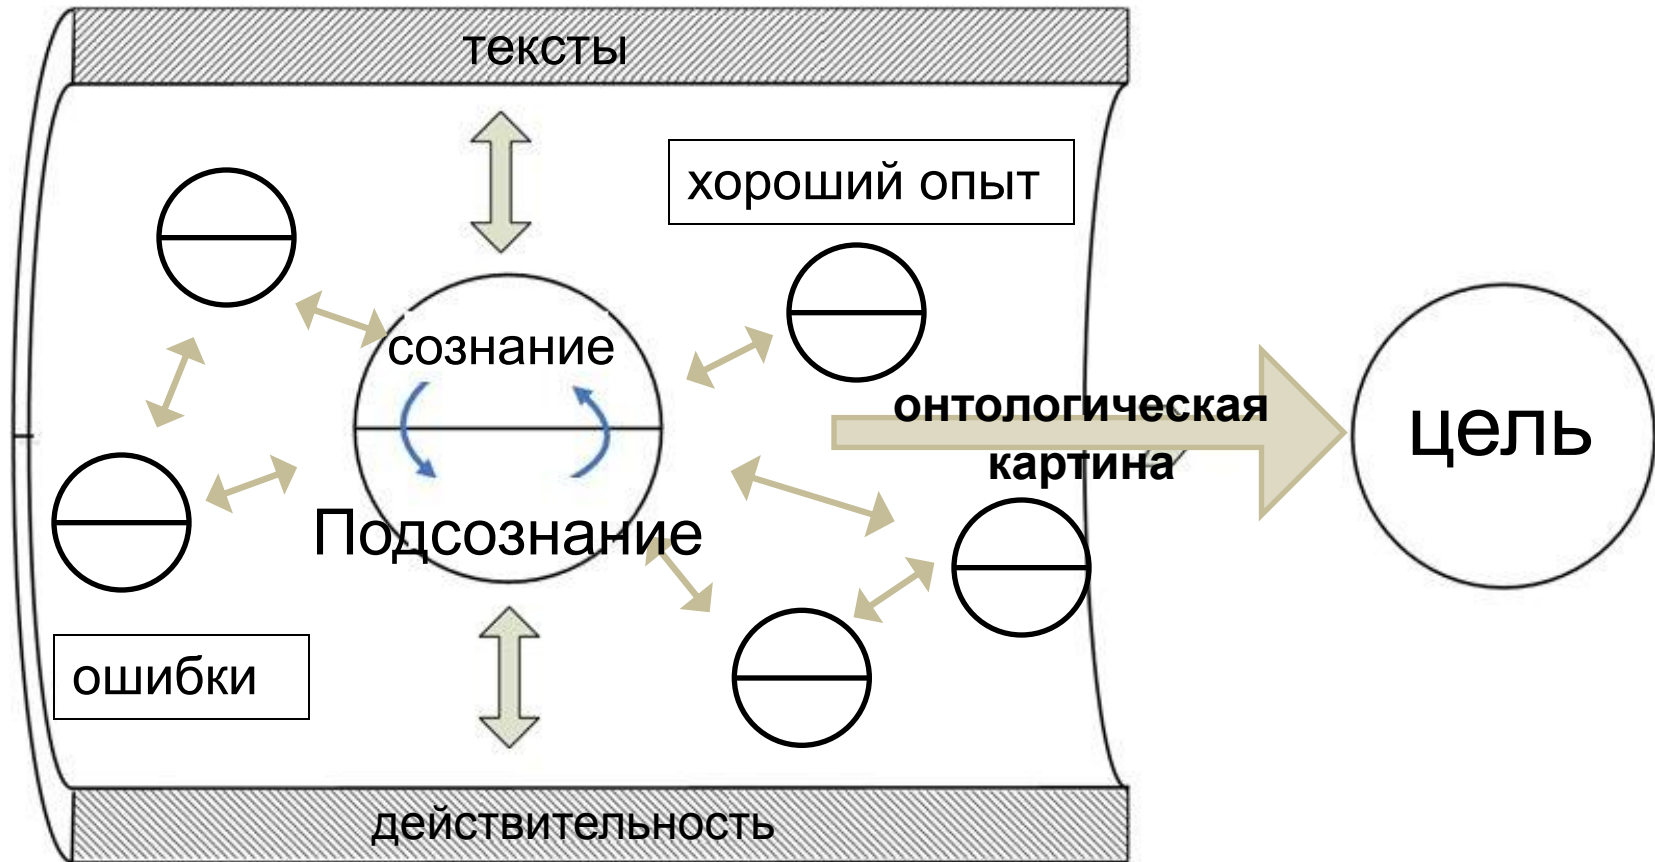 тексты
хороший опыт
сознание
онтологическая
картина
цель
Подсознание
ошибки
действительность